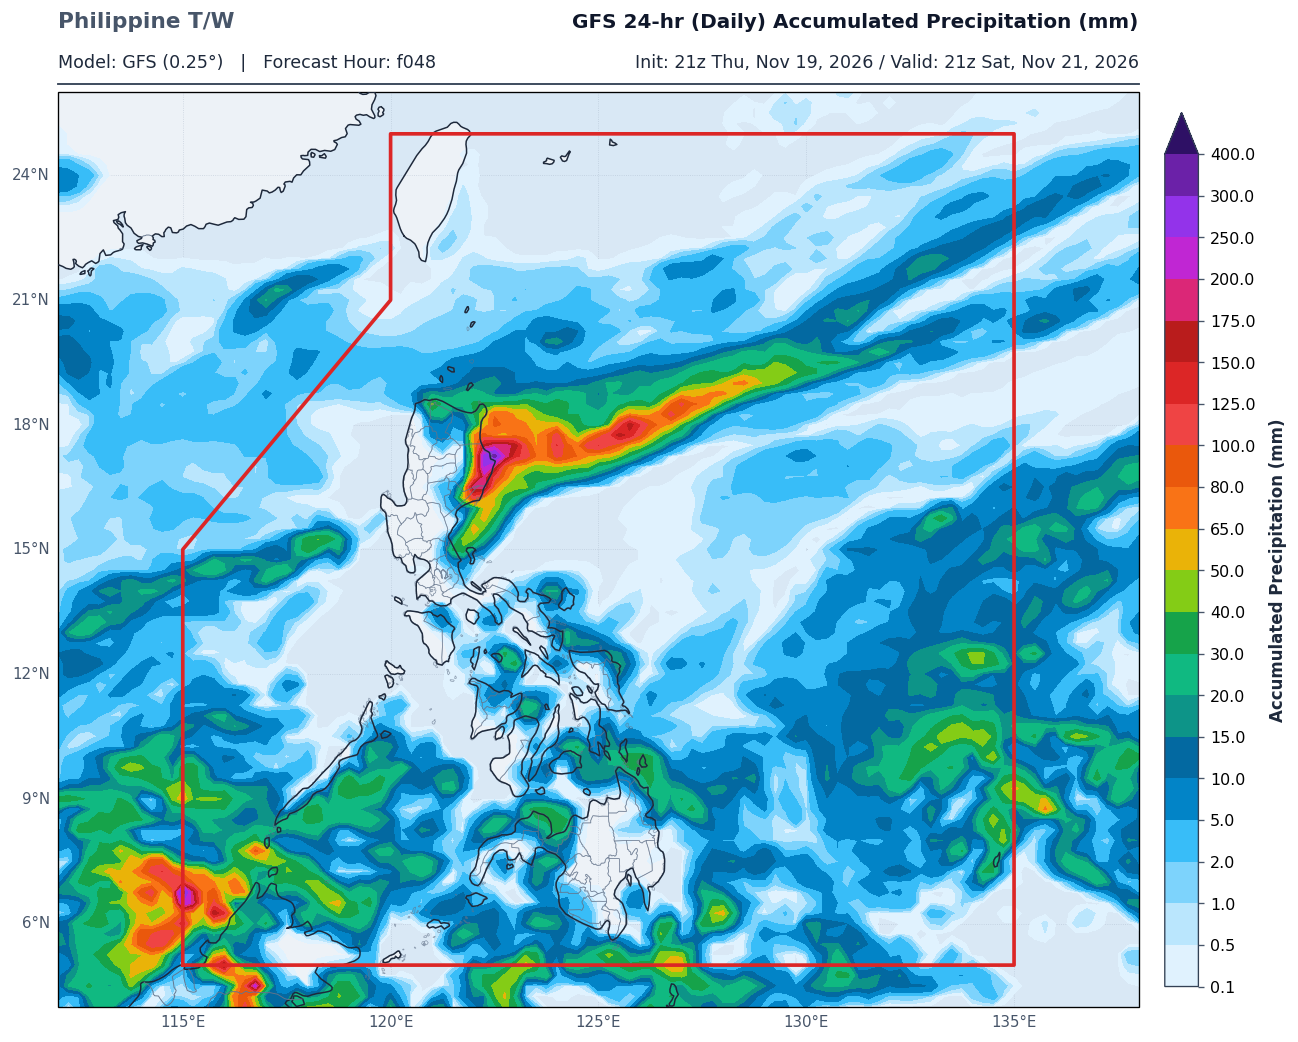 Philippine T/W
GFS 24-hr (Daily) Accumulated Precipitation (mm)
Model: GFS (0.25°)   |   Forecast Hour: f048
Init: 21z Thu, Nov 19, 2026 / Valid: 21z Sat, Nov 21, 2026
24°N
21°N
18°N
15°N
12°N
9°N
6°N
115°E
120°E
125°E
130°E
135°E
400.0
300.0
250.0
200.0
175.0
150.0
125.0
100.0
80.0
65.0
50.0
40.0
30.0
20.0
15.0
10.0
5.0
2.0
1.0
0.5
0.1
Accumulated Precipitation (mm)